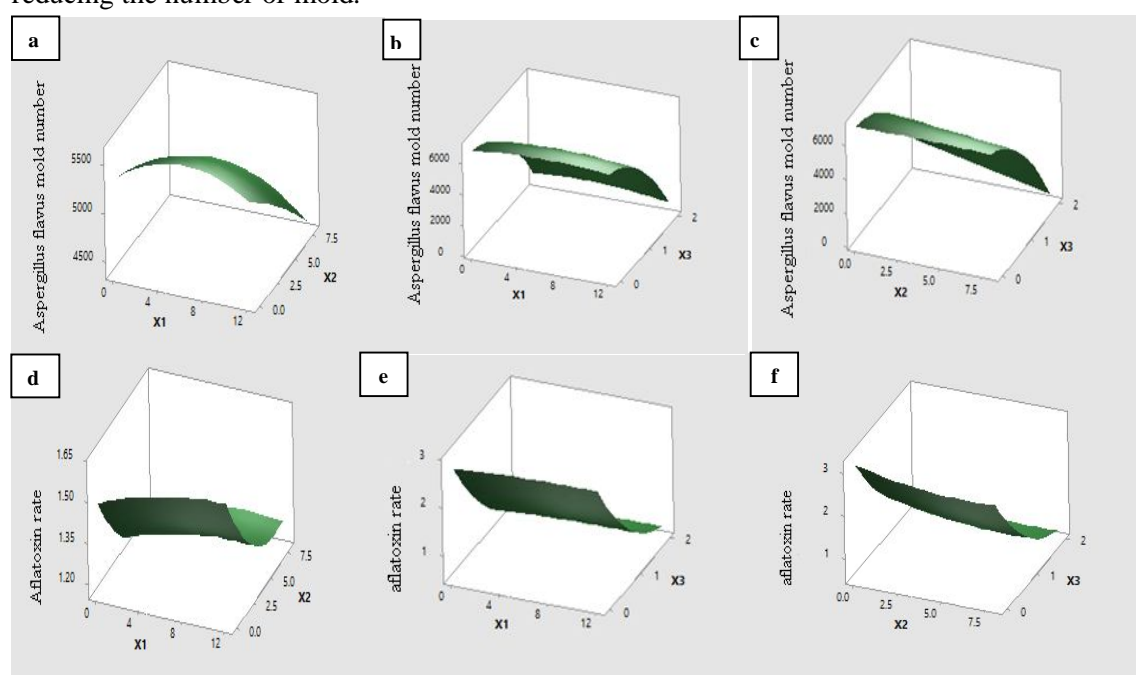 reducing the number of mold.
a
Aspergillus flavus mold number
5500
5000
4500
0
4
8
12
X1
0.0
2.5
5.0
7.5
X2
b
Aspergillus flavus mold number
6000
4000
2000
0
0
4
8
12
X1
0
1
2
X3
c
Aspergillus flavus mold number
6000
4000
2000
0
0.0
2.5
5.0
7.5
X2
0
1
2
X3
d
Aflatoxin rate
1.65
1.50
1.35
1.20
0
4
8
12
X1
0.0
2.5
5.0
7.5
X2
e
aflatoxin rate
3
2
1
0
4
8
12
X1
0
1
2
X3
f
aflatoxin rate
3
2
1
0.0
2.5
5.0
7.5
X2
0
1
2
X3